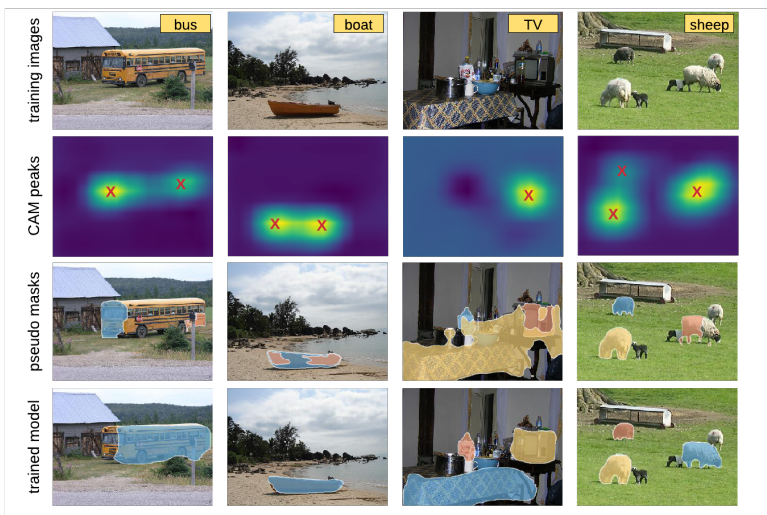 bus
boat
TV
sheep
training images
X X
X X
X
X X X
CAM peaks
pseudo masks
trained model